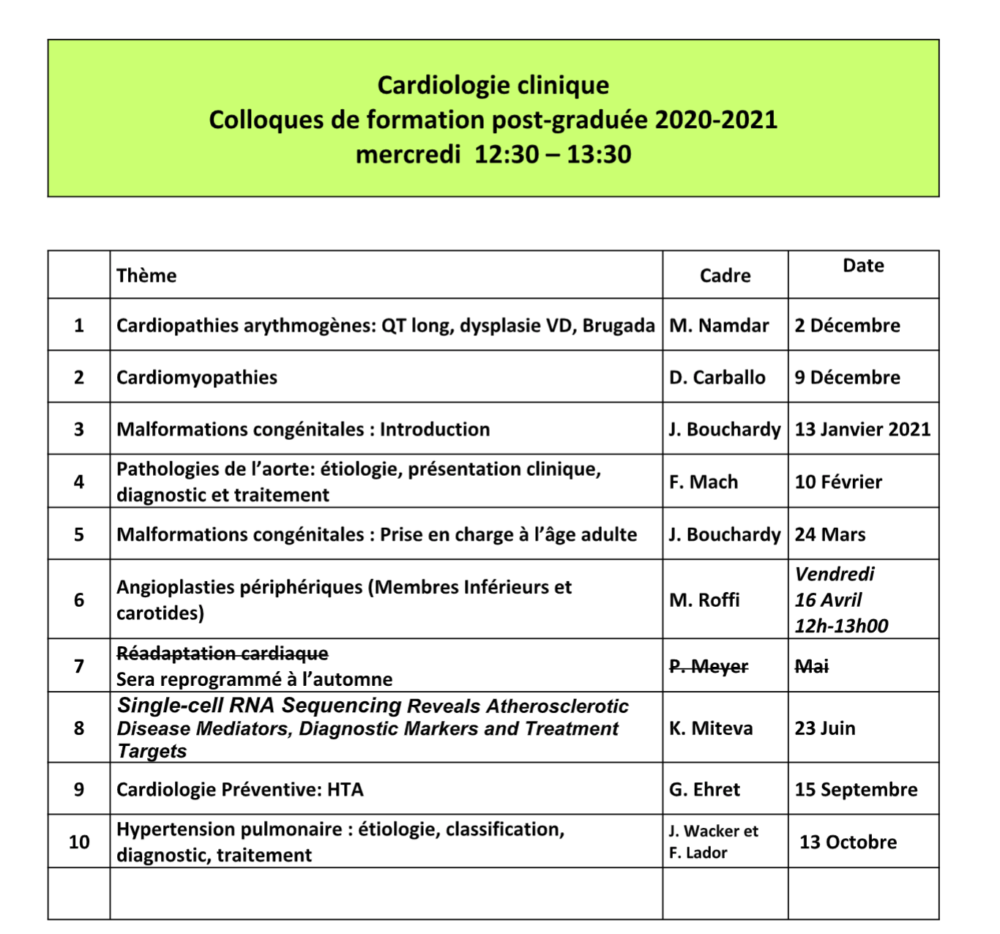 Cardiologie clinique
Colloques de formation post-graduée 2020-2021
mercredi 12:30 – 13:30
Thème Cadre Date
1 Cardiopathies arythmogènes: QT long, dysplasie VD, Brugada M. Namdar 2 Décembre
2 Cardiomyopathies D. Carballo 9 Décembre
3 Malformations congénitales : Introduction J. Bouchardy 13 Janvier 2021
4 Pathologies de l’aorte: étiologie, présentation clinique,
diagnostic et traitement F. Mach 10 Février
5 Malformations congénitales : Prise en charge à l’âge adulte J. Bouchardy 24 Mars
6 Angioplasties périphériques (Membres Inférieurs et
carotides) M. Roffi Vendredi
16 Avril
12h-13h00
7 Réadaptation cardiaque
Sera reprogrammé à l’automne P. Meyer Mai
8 Single-cell RNA Sequencing Reveals Atherosclerotic
Disease Mediators, Diagnostic Markers and Treatment
Targets K. Miteva 23 Juin
9 Cardiologie Préventive: HTA G. Ehret 15 Septembre
10 Hypertension pulmonaire : étiologie, classification,
diagnostic, traitement J. Wacker et
F. Lador 13 Octobre